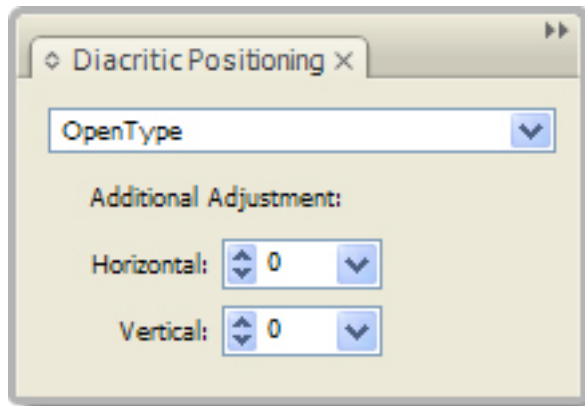 Diacritic Positioning
OpenType
Additional Adjustment:
Horizontal: 0
Vertical: 0